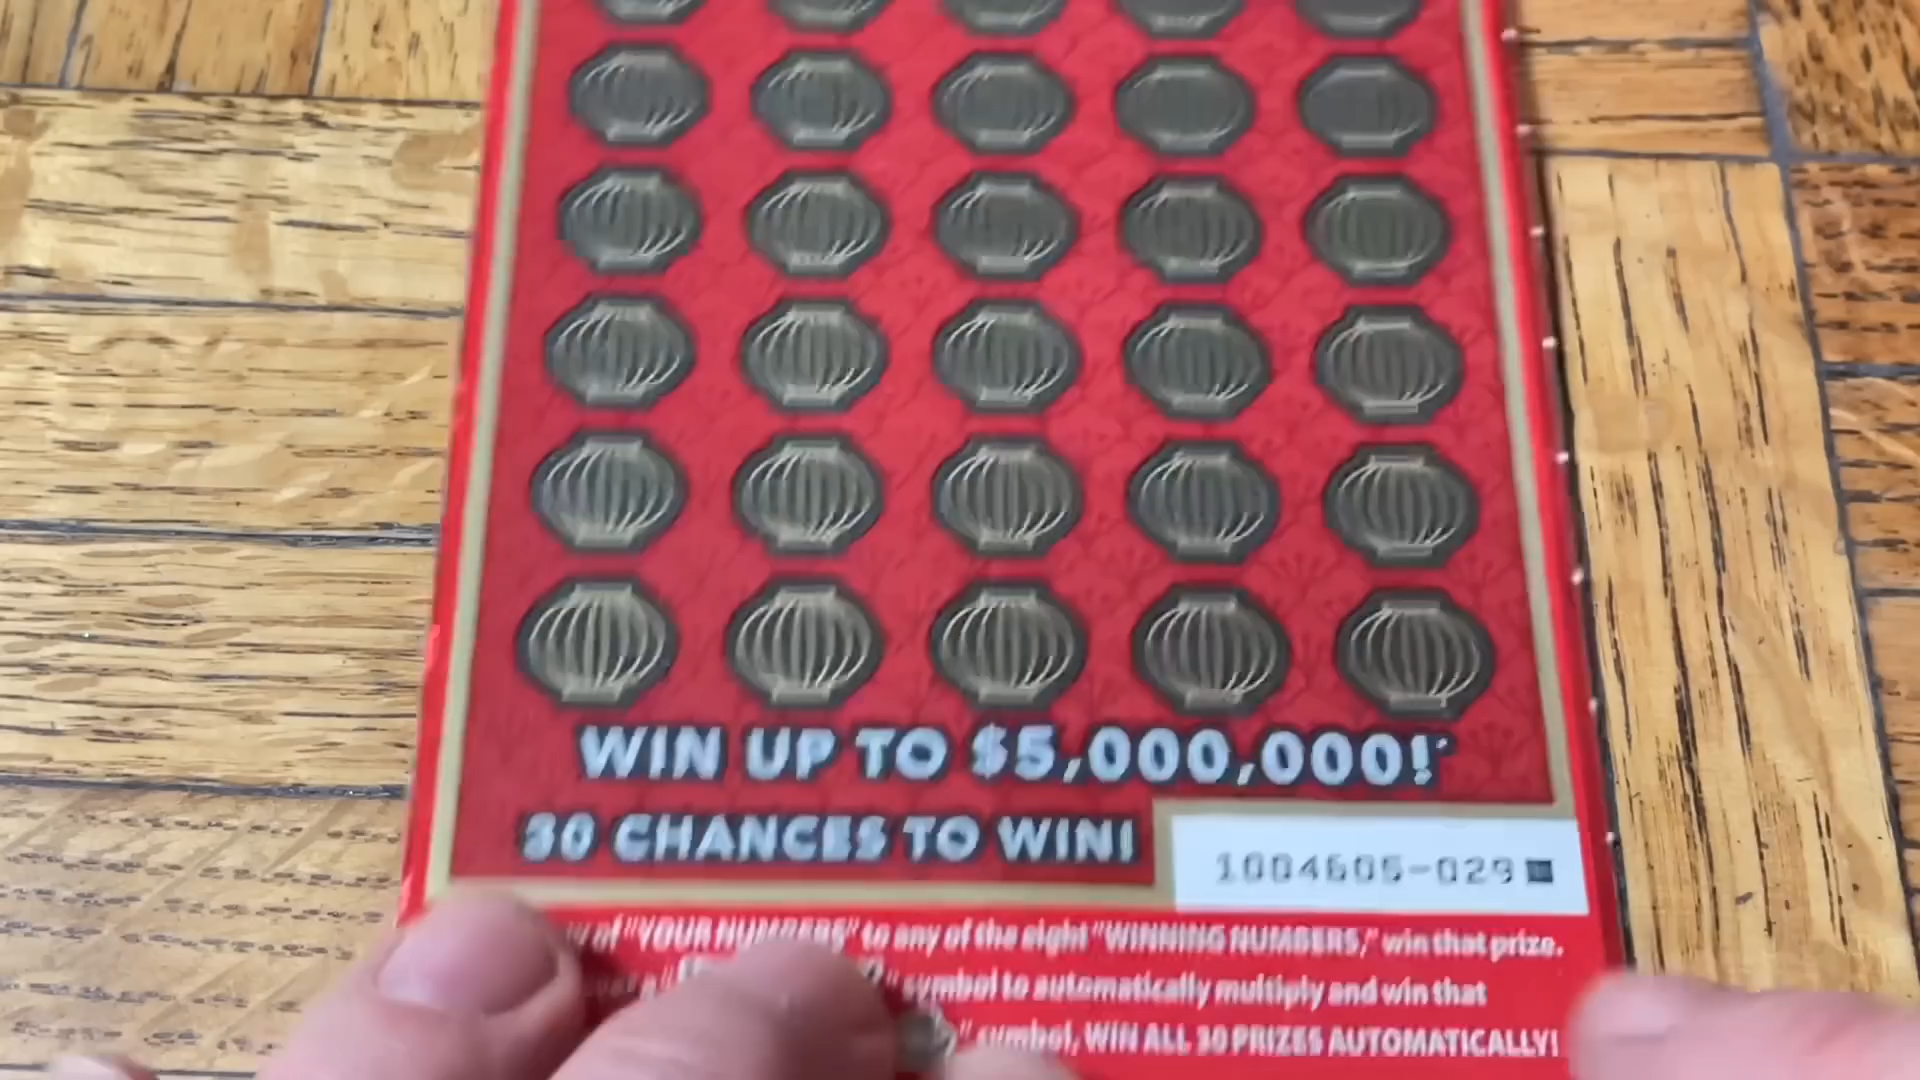 WIN UP TO $5,000,000!*
30 CHANCES TO WIN!
1004605-029
of "YOUR NUMBERS" to any of the eight "WINNING NUMBERS," win that prize.
" symbol to automatically multiply and win that
" symbol, WIN ALL 30 PRIZES AUTOMATICALLY!